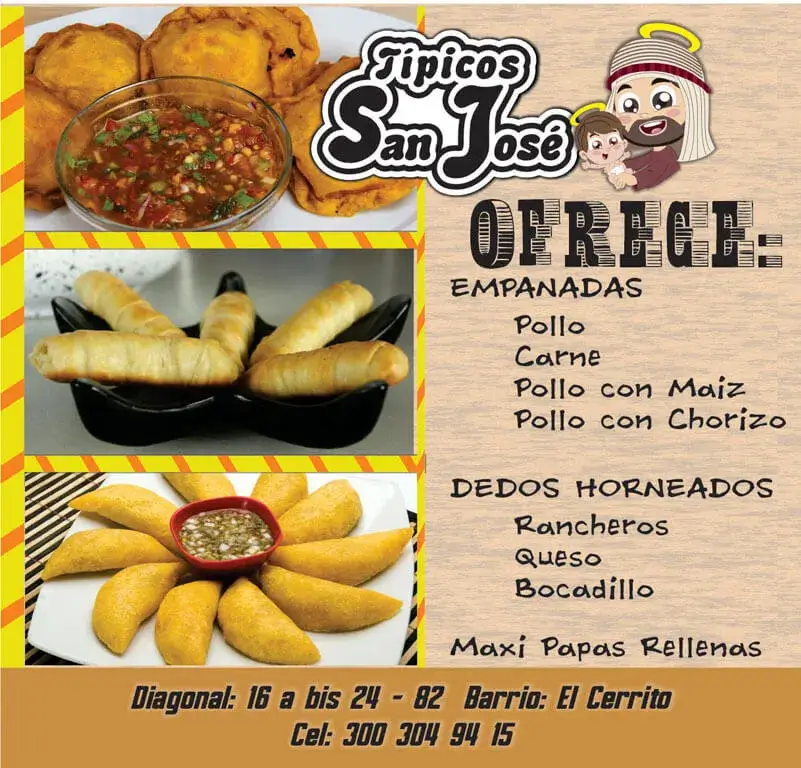 Típicos
San José
OFRECE:
EMPANADAS
Pollo
Carne
Pollo con Maiz
Pollo con Chorizo
DEDOS HORNEADOS
Rancheros
Queso
Bocadillo
Maxi Papas Rellenas
Diagonal: 16 a bis 24 - 82 Barrio: El Cerrito
Cel: 300 304 94 15